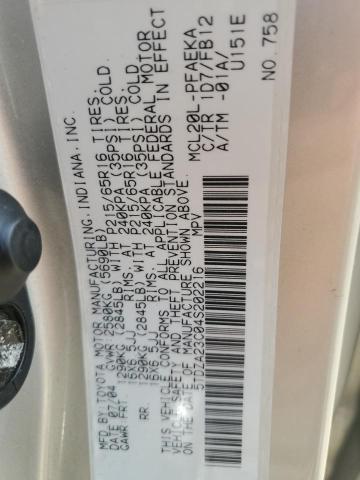 MFD. BY TOYOTA MOTOR MANUFACTURING, INDIANA, INC.
DATE 07/04 GVWR 2580KG (5690LB)
GAWR FRT. 1290KG (2845LB) WITH P215/65R16 TIRES,
16X6.5JJ RIMS, AT 240KPA (35PSI) COLD.
RR. 1290KG (2845LB) WITH P215/65R16 TIRES,
16X6.5JJ RIMS, AT 240KPA (35PSI) COLD.
THIS VEHICLE CONFORMS TO ALL APPLICABLE FEDERAL MOTOR
VEHICLE SAFETY AND THEFT PREVENTION STANDARDS IN
EFFECT ON THE DATE OF MANUFACTURE SHOWN ABOVE.
5TDZA23C04S202216 MPV
MCL20L-PFAEKA
C/TR 1D7/FB12
A/TM -01A/
U151E
NO. 758